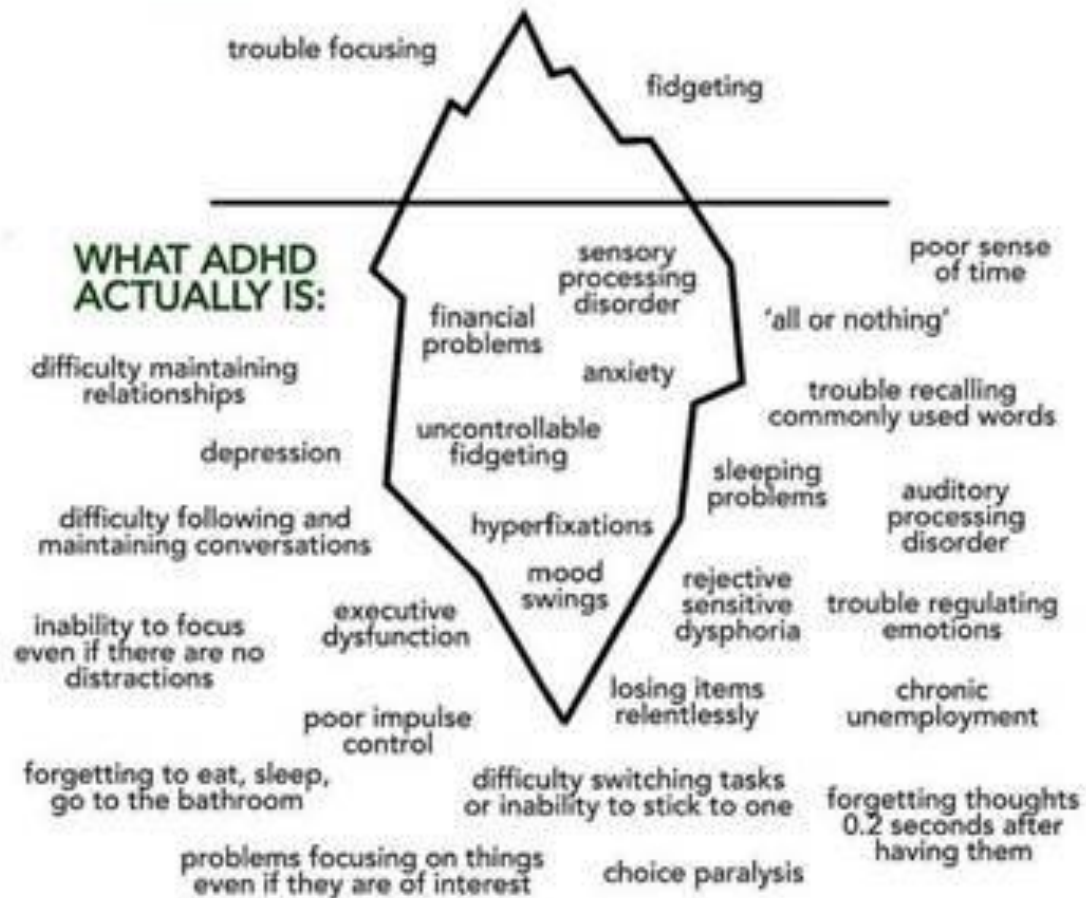 trouble focusing
fidgeting
WHAT ADHD
ACTUALLY IS:
sensory
processing
disorder
poor sense
of time
financial
problems
'all or nothing'
difficulty maintaining
relationships
anxiety
trouble recalling
commonly used words
depression
uncontrollable
fidgeting
sleeping
problems
auditory
processing
disorder
difficulty following and
maintaining conversations
hyperfixations
mood
swings
rejective
sensitive
dysphoria
trouble regulating
emotions
executive
dysfunction
inability to focus
even if there are no
distractions
losing items
relentlessly
chronic
unemployment
poor impulse
control
forgetting to eat, sleep,
go to the bathroom
difficulty switching tasks
or inability to stick to one
forgetting thoughts
0.2 seconds after
having them
problems focusing on things
even if they are of interest
choice paralysis